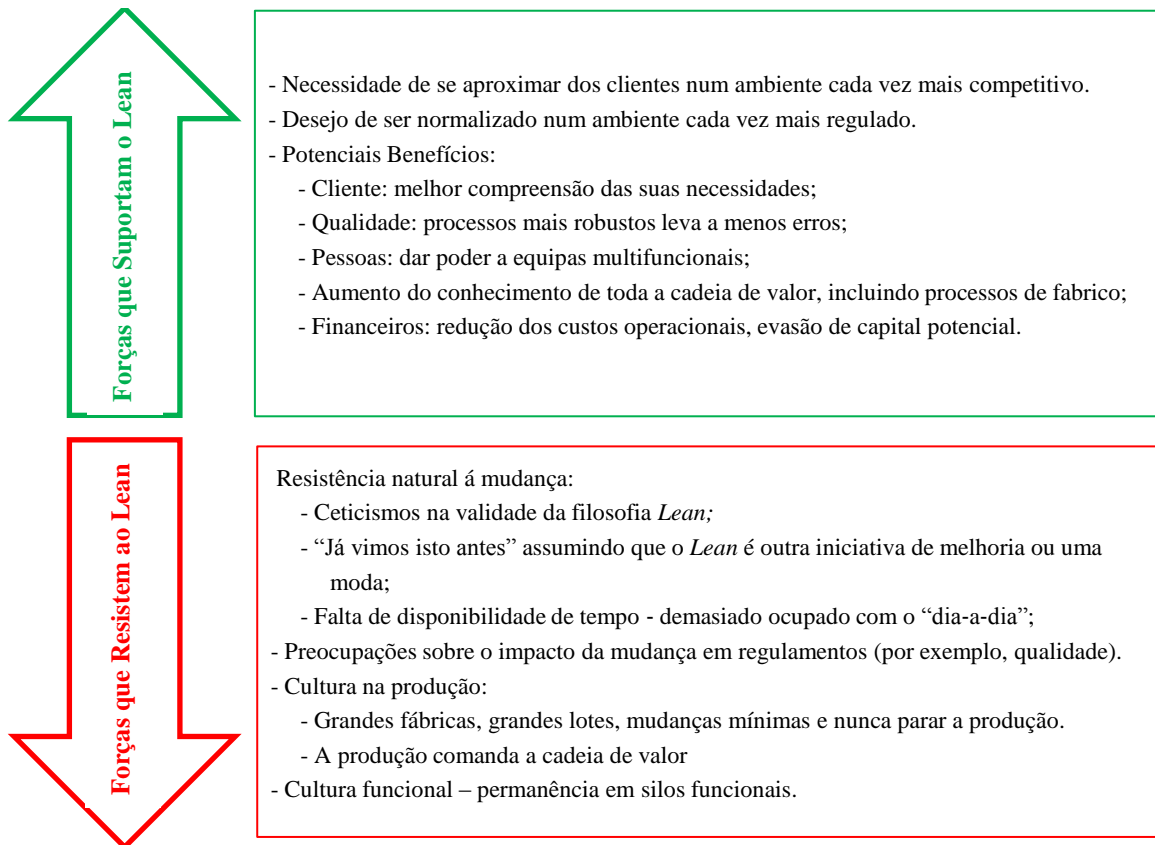 Forças que Suportam o Lean
- Necessidade de se aproximar dos clientes num ambiente cada vez mais competitivo.
- Desejo de ser normalizado num ambiente cada vez mais regulado.
- Potenciais Benefícios:
- Cliente: melhor compreensão das suas necessidades;
- Qualidade: processos mais robustos leva a menos erros;
- Pessoas: dar poder a equipas multifuncionais;
- Aumento do conhecimento de toda a cadeia de valor, incluindo processos de fabrico;
- Financeiros: redução dos custos operacionais, evasão de capital potencial.
Forças que Resistem ao Lean
Resistência natural á mudança:
- Ceticismos na validade da filosofia Lean;
- “Já vimos isto antes” assumindo que o Lean é outra iniciativa de melhoria ou uma
moda;
- Falta de disponibilidade de tempo - demasiado ocupado com o “dia-a-dia”;
- Preocupações sobre o impacto da mudança em regulamentos (por exemplo, qualidade).
- Cultura na produção:
- Grandes fábricas, grandes lotes, mudanças mínimas e nunca parar a produção.
- A produção comanda a cadeia de valor
- Cultura funcional – permanência em silos funcionais.